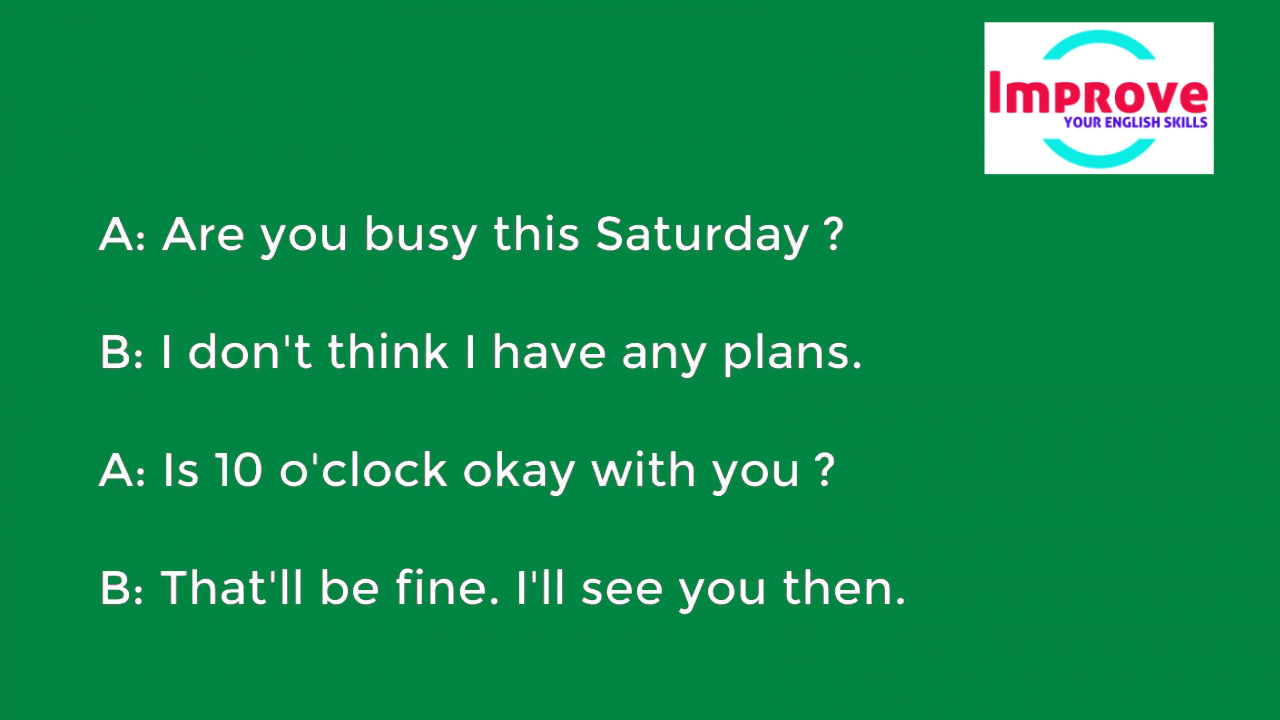 Improve
YOUR ENGLISH SKILLS
A: Are you busy this Saturday ?
B: I don't think I have any plans.
A: Is 10 o'clock okay with you ?
B: That'll be fine. I'll see you then.